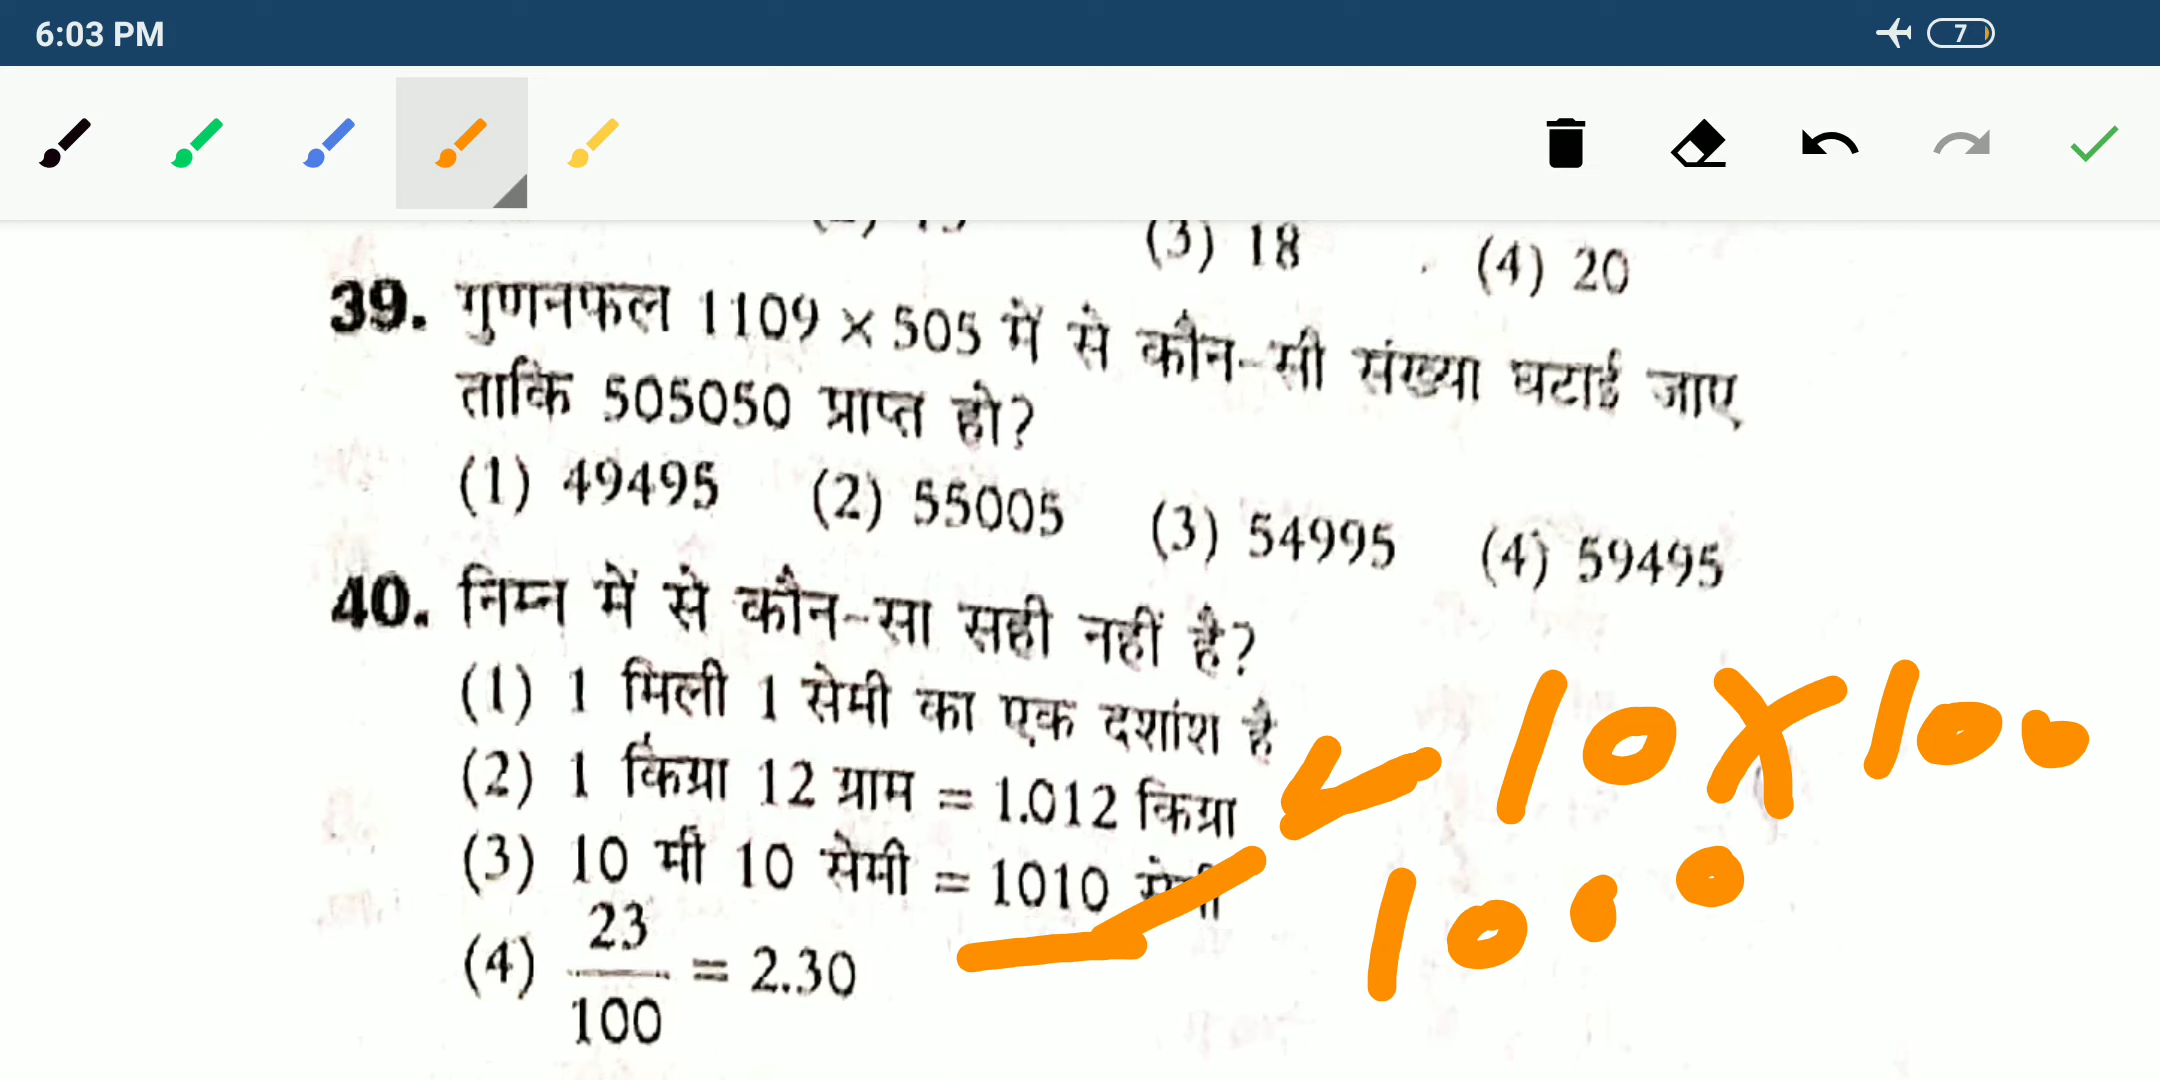 6:03 PM
7
(3) 18 (4) 20
39. गुणनफल 1109 × 505 में से कौन-सी संख्या घटाई जाए
ताकि 505050 प्राप्त हो?
(1) 49495 (2) 55005 (3) 54995 (4) 59495
40. निम्न में से कौन-सा सही नहीं है?
(1) 1 मिली 1 सेमी का एक दशांश है
(2) 1 किग्रा 12 ग्राम = 1.012 किग्रा
10 × 100
(3) 10 मी 10 सेमी = 1010 सेमी
1000
(4) 23/100 = 2.30